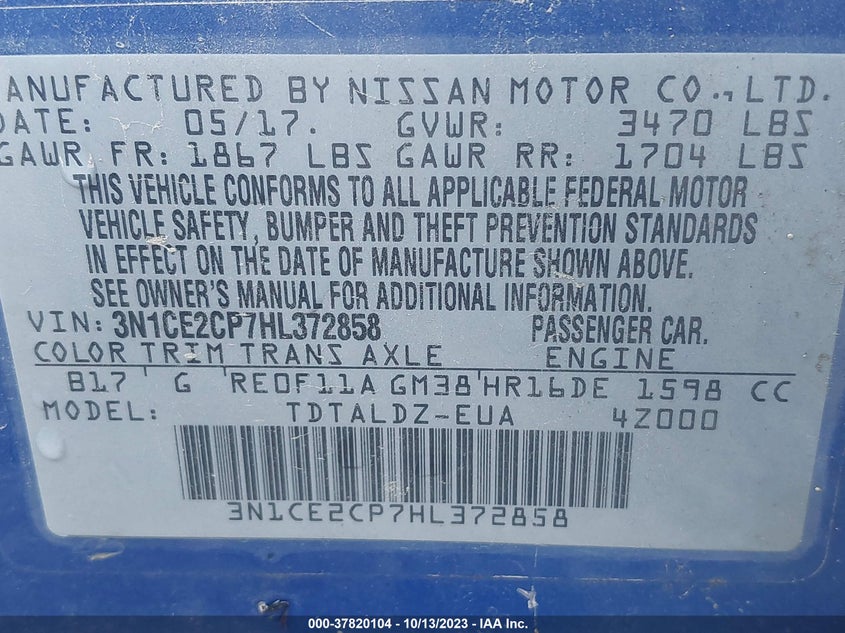 MANUFACTURED BY NISSAN MOTOR CO., LTD.
DATE: 05/17. GVWR: 3470 LBS
GAWR FR: 1867 LBS GAWR RR: 1704 LBS
THIS VEHICLE CONFORMS TO ALL APPLICABLE FEDERAL MOTOR
VEHICLE SAFETY, BUMPER AND THEFT PREVENTION STANDARDS
IN EFFECT ON THE DATE OF MANUFACTURE SHOWN ABOVE.
SEE OWNER'S MANUAL FOR ADDITIONAL INFORMATION.
VIN: 3N1CE2CP7HL372858 PASSENGER CAR.
COLOR TRIM TRANS AXLE ENGINE
B17 G RE0F11A GM38 HR16DE 1598 CC
MODEL: TDTALDZ-EUA 4Z000
3N1CE2CP7HL372858
000-37820104 - 10/13/2023 - © IAA Inc.